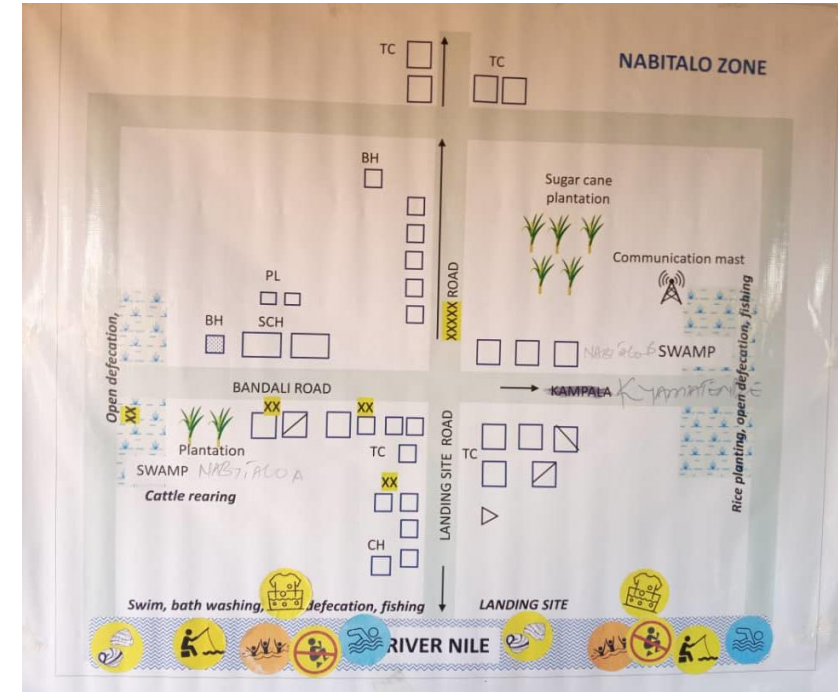 NABITALO ZONE
TC
TC
BH
Sugar cane
plantation
Communication mast
PL
BH
SCH
XXXXX ROAD
SWAMP
Open defecation,
Rice planting, open defecation, fishing
BANDALI ROAD
KAMPALA
XX
XX
XX
Plantation
SWAMP
Cattle rearing
TC
TC
LANDING SITE ROAD
XX
CH
Swim, bath washing, defecation, fishing
LANDING SITE
RIVER NILE